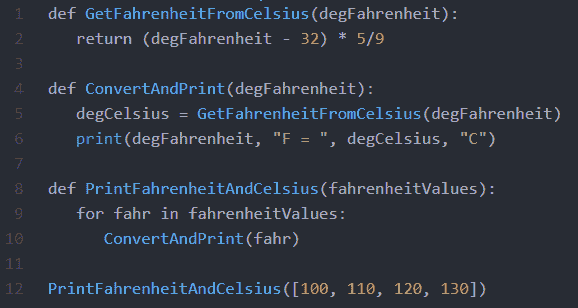 1 def GetFahrenheitFromCelsius(degFahrenheit):
2 return (degFahrenheit - 32) * 5/9
3
4 def ConvertAndPrint(degFahrenheit):
5 degCelsius = GetFahrenheitFromCelsius(degFahrenheit)
6 print(degFahrenheit, "F = ", degCelsius, "C")
7
8 def PrintFahrenheitAndCelsius(fahrenheitValues):
9 for fahr in fahrenheitValues:
10 ConvertAndPrint(fahr)
11
12 PrintFahrenheitAndCelsius([100, 110, 120, 130])